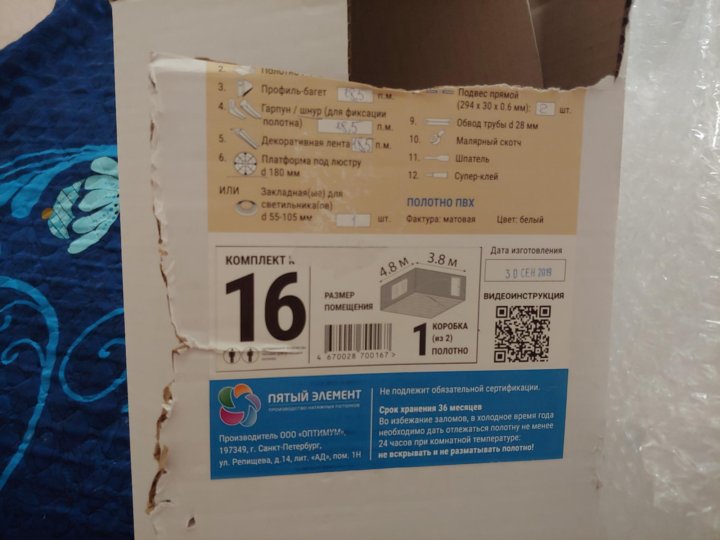 2.
3. Профиль-багет п.м.
4. Гарпун / шнур (для фиксации
полотна) п.м.
5. Декоративная лента п.м.
6. Платформа под люстру
d 180 мм
ИЛИ Закладная(ые) для
светильника(ов)
d 55-105 мм 1 шт.
Подвес прямой
(294 x 30 x 0.6 мм): 2 шт.
9. Обвод трубы d 28 мм
10. Малярный скотч
11. Шпатель
12. Супер-клей
ПОЛОТНО ПВХ
Фактура: матовая Цвет: белый
КОМПЛЕКТ
16
РАЗМЕР
ПОМЕЩЕНИЯ
4.8 м 3.8 м
4 670028 700167 >
1 КОРОБКА
(из 2)
ПОЛОТНО
Дата изготовления
30 СЕН 2019
ВИДЕОИНСТРУКЦИЯ
ПЯТЫЙ ЭЛЕМЕНТ
ПРОИЗВОДСТВО НАТЯЖНЫХ ПОТОЛКОВ
Производитель ООО «ОПТИМУМ»,
197349, г. Санкт-Петербург,
ул. Репищева, д.14, лит. «АД», пом. 1Н
Не подлежит обязательной сертификации.
Срок хранения 36 месяцев
Во избежание заломов, в холодное время года
необходимо дать отлежаться полотну не менее
24 часов при комнатной температуре:
не вскрывать и не разматывать полотно!